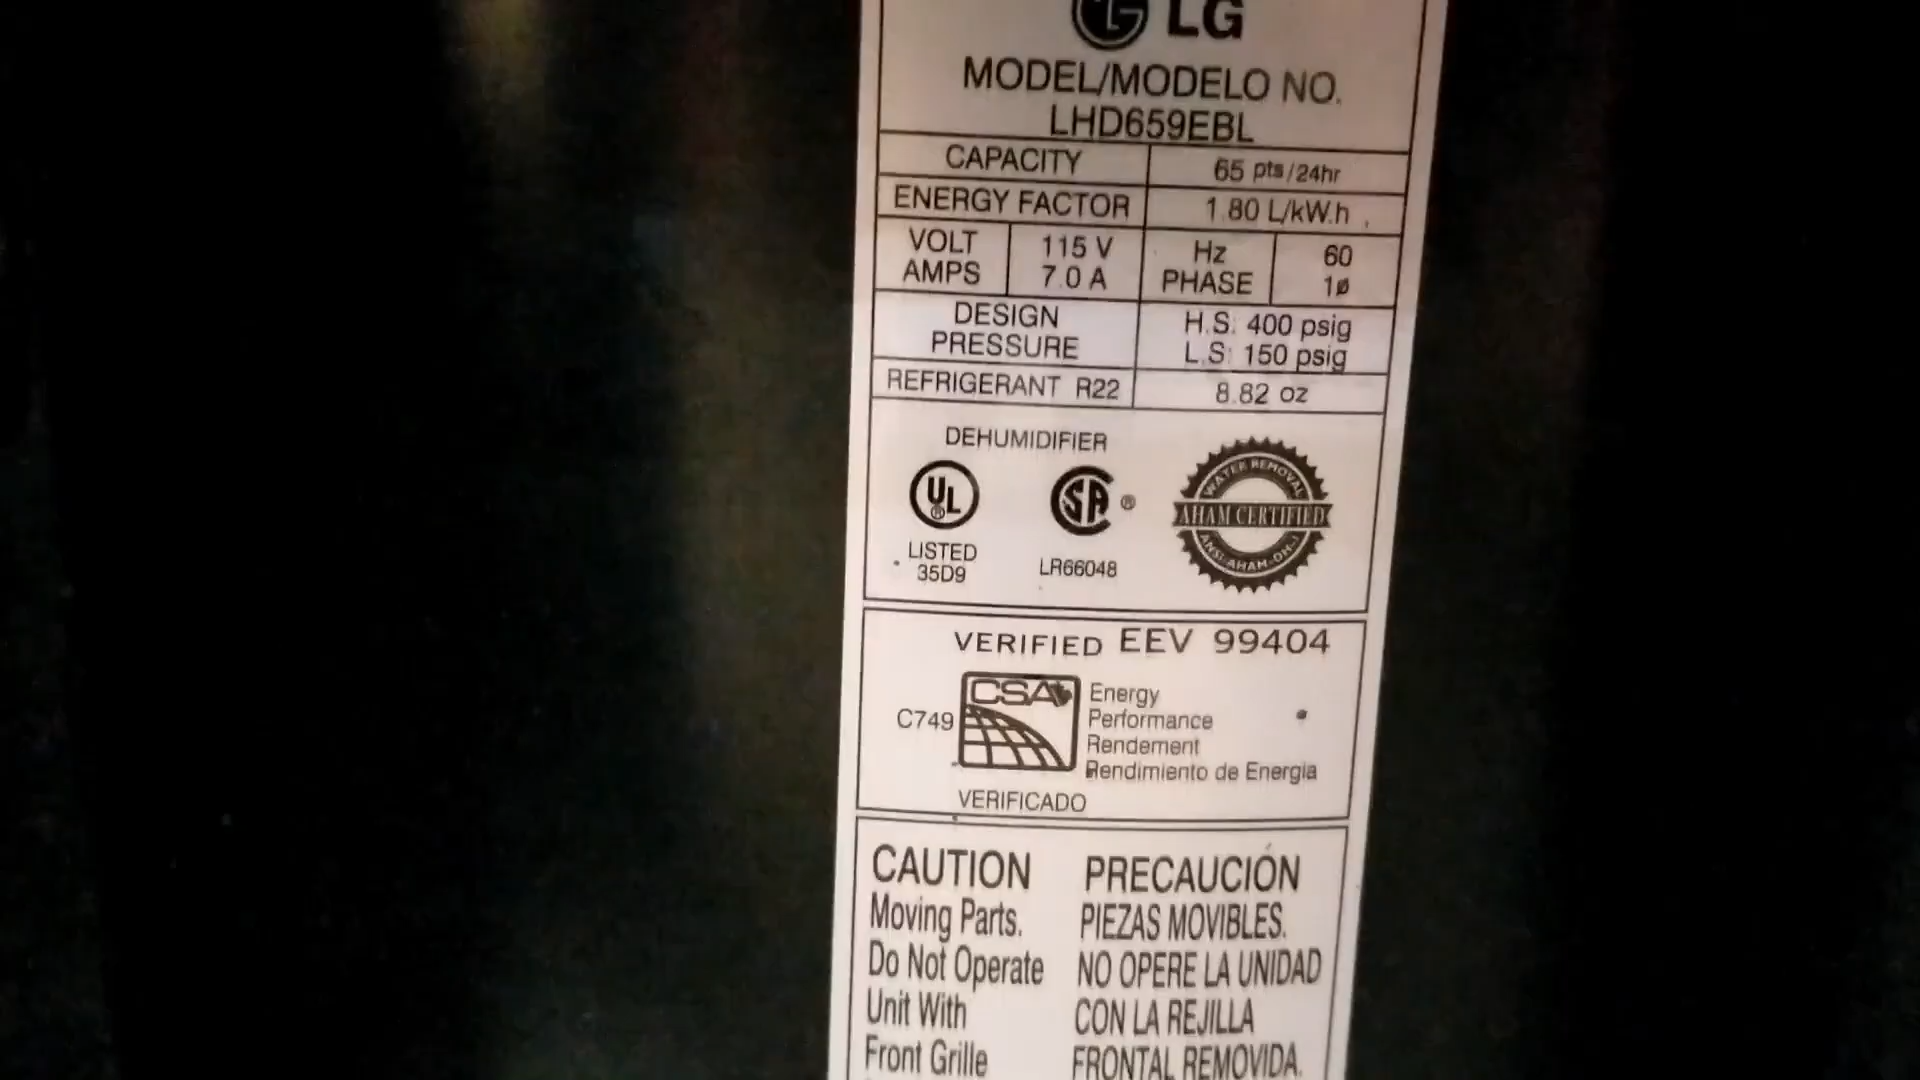 LG
MODEL/MODELO NO.
LHD659EBL
CAPACITY 65 pts/24hr
ENERGY FACTOR 1.80 L/kW.h
VOLT 115 V Hz 60
AMPS 7.0 A PHASE 1ø
DESIGN PRESSURE H.S: 400 psig
L.S: 150 psig
REFRIGERANT R22 8.82 oz
DEHUMIDIFIER
UL ®
LISTED
35D9
SA ®
LR66048
WATER REMOVAL
AHAM CERTIFIED
ANSI-AHAM-DH-1
VERIFIED EEV 99404
C749 CSA
Energy
Performance
Rendement
Rendimiento de Energia
VERIFICADO
CAUTION
Moving Parts.
Do Not Operate
Unit With
Front Grille
PRECAUCIÓN
PIEZAS MOVIBLES.
NO OPERE LA UNIDAD
CON LA REJILLA
FRONTAL REMOVIDA.